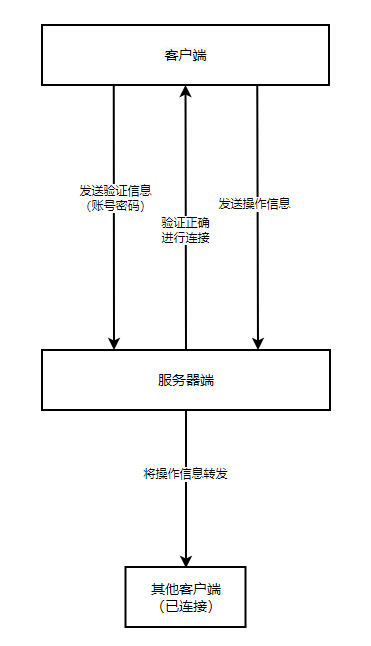 客户端
发送验证信息
（账号密码）
验证正确
进行连接
发送操作信息
服务器端
将操作信息转发
其他客户端
（已连接）